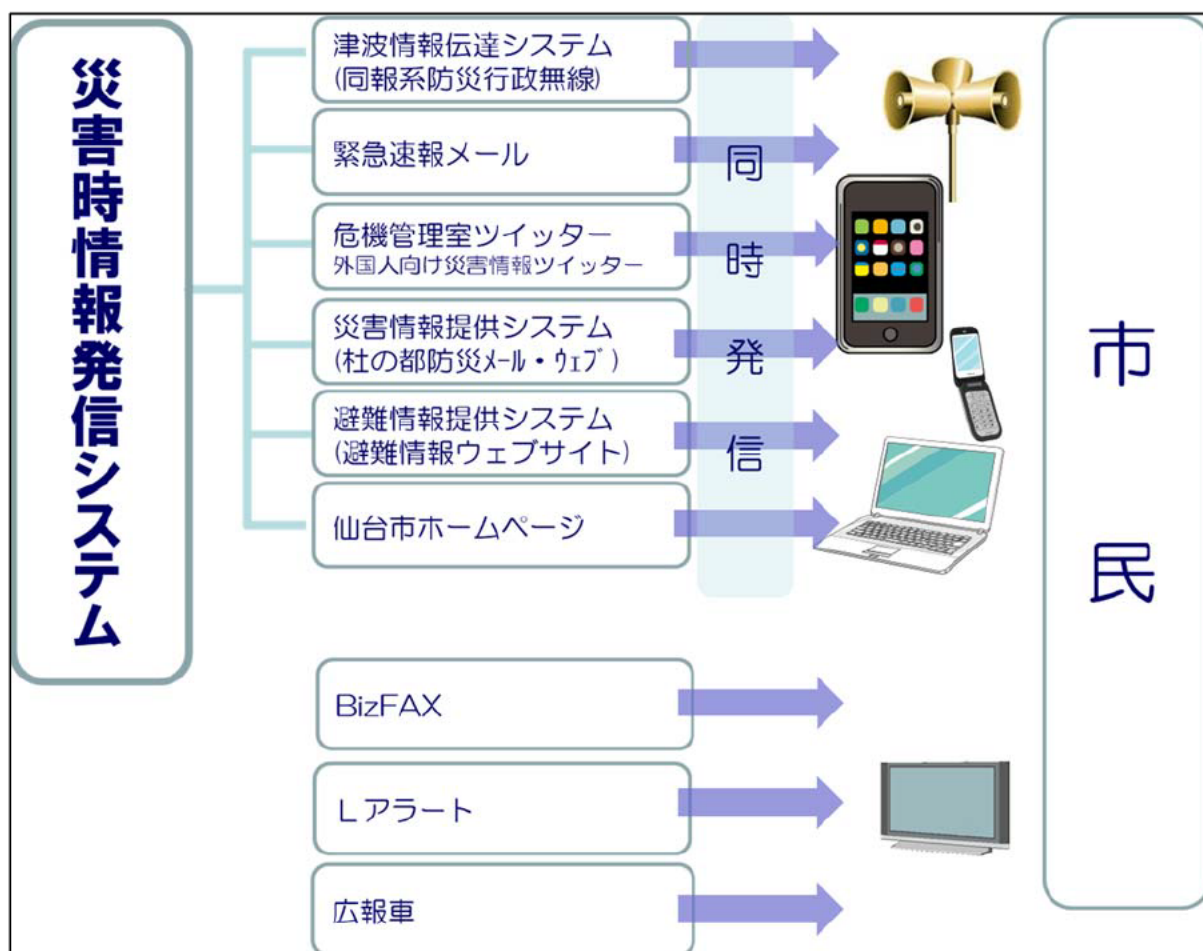 災害時情報発信システム
津波情報伝達システム
(同報系防災行政無線)
緊急速報メール
危機管理室ツイッター
外国人向け災害情報ツイッター
災害情報提供システム
(杜の都防災ﾒｰﾙ・ｳｪﾌﾞ)
避難情報提供システム
(避難情報ウェブサイト)
仙台市ホームページ
同時発信
BizFAX
Ｌアラート
広報車
市民